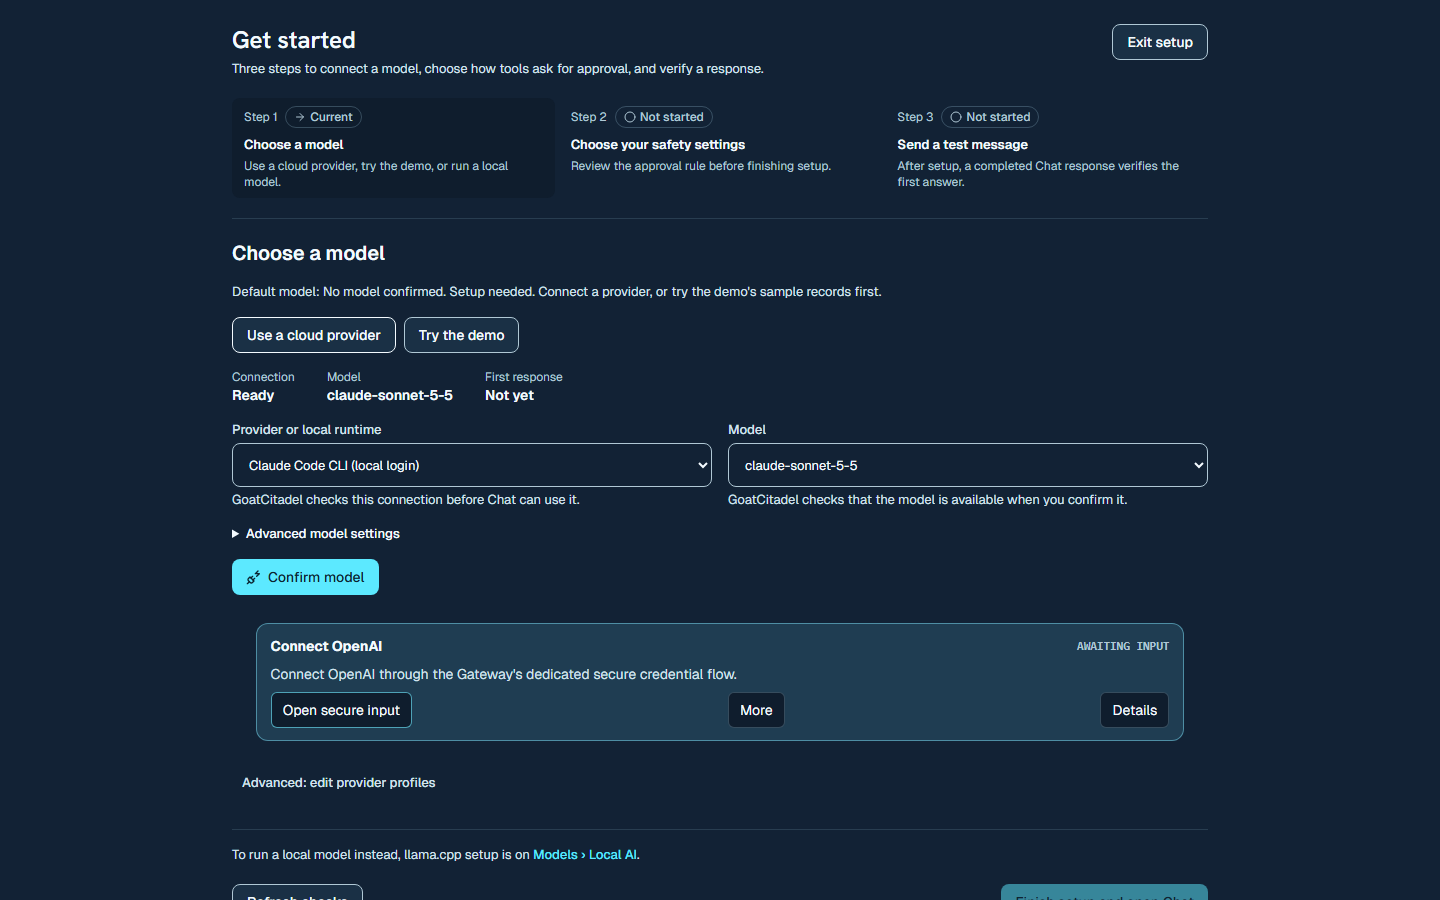 Get started
Exit setup
Three steps to connect a model, choose how tools ask for approval, and verify a response.
Step 1 Current
Choose a model
Use a cloud provider, try the demo, or run a local
model.
Step 2 Not started
Choose your safety settings
Review the approval rule before finishing setup.
Step 3 Not started
Send a test message
After setup, a completed Chat response verifies the
first answer.
Choose a model
Default model: No model confirmed. Setup needed. Connect a provider, or try the demo's sample records first.
Use a cloud provider
Try the demo
Connection
Ready
Model
claude-sonnet-5-5
First response
Not yet
Provider or local runtime
Claude Code CLI (local login)
GoatCitadel checks this connection before Chat can use it.
Model
claude-sonnet-5-5
GoatCitadel checks that the model is available when you confirm it.
Advanced model settings
Confirm model
Connect OpenAI
AWAITING INPUT
Connect OpenAI through the Gateway's dedicated secure credential flow.
Open secure input
More
Details
Advanced: edit provider profiles
To run a local model instead, llama.cpp setup is on Models › Local AI.
Refresh checks
Finish setup and open Chat